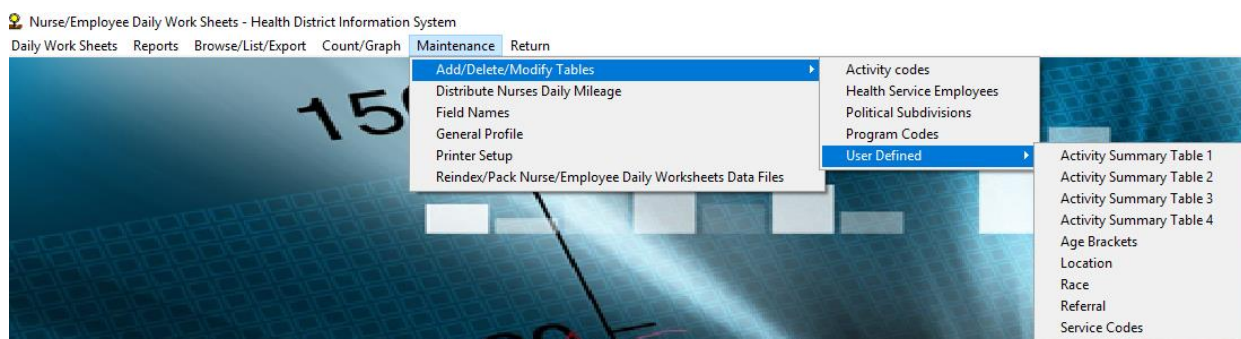 Nurse/Employee Daily Work Sheets - Health District Information System
Daily Work Sheets Reports Browse/List/Export Count/Graph Maintenance Return
Add/Delete/Modify Tables
Distribute Nurses Daily Mileage
Field Names
General Profile
Printer Setup
Reindex/Pack Nurse/Employee Daily Worksheets Data Files
Activity codes
Health Service Employees
Political Subdivisions
Program Codes
User Defined
Activity Summary Table 1
Activity Summary Table 2
Activity Summary Table 3
Activity Summary Table 4
Age Brackets
Location
Race
Referral
Service Codes
150